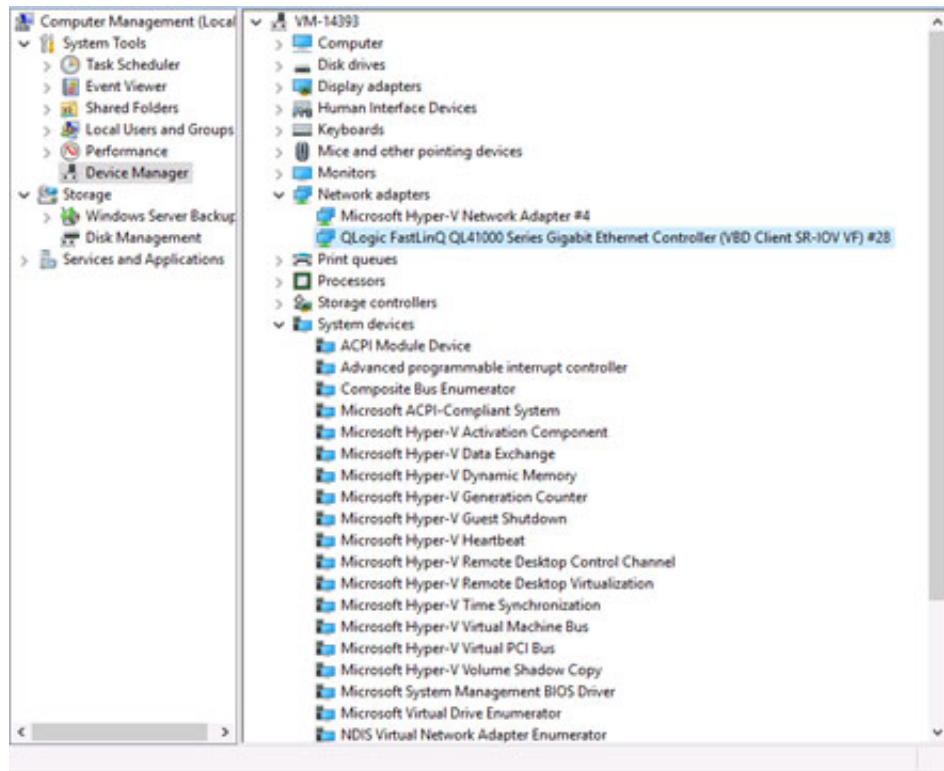 Computer Management (Local
System Tools
Task Scheduler
Event Viewer
Shared Folders
Local Users and Groups
Performance
Device Manager
Storage
Windows Server Backup
Disk Management
Services and Applications
VM-14393
Computer
Disk drives
Display adapters
Human Interface Devices
Keyboards
Mice and other pointing devices
Monitors
Network adapters
Microsoft Hyper-V Network Adapter #4
QLogic FastLinQ QL41000 Series Gigabit Ethernet Controller (VBD Client SR-IOV VF) #28
Print queues
Processors
Storage controllers
System devices
ACPI Module Device
Advanced programmable interrupt controller
Composite Bus Enumerator
Microsoft ACPI-Compliant System
Microsoft Hyper-V Activation Component
Microsoft Hyper-V Data Exchange
Microsoft Hyper-V Dynamic Memory
Microsoft Hyper-V Generation Counter
Microsoft Hyper-V Guest Shutdown
Microsoft Hyper-V Heartbeat
Microsoft Hyper-V Remote Desktop Control Channel
Microsoft Hyper-V Remote Desktop Virtualization
Microsoft Hyper-V Time Synchronization
Microsoft Hyper-V Virtual Machine Bus
Microsoft Hyper-V Virtual PCI Bus
Microsoft Hyper-V Volume Shadow Copy
Microsoft System Management BIOS Driver
Microsoft Virtual Drive Enumerator
NDIS Virtual Network Adapter Enumerator